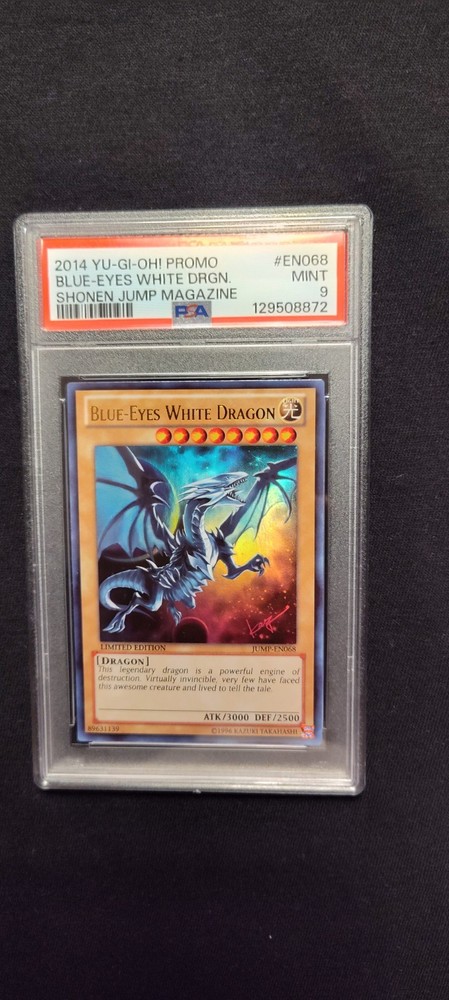 2014 YU-GI-OH! PROMO #EN068
BLUE-EYES WHITE DRGN. MINT
SHONEN JUMP MAGAZINE 9
PSA 129508872
BLUE-EYES WHITE DRAGON 光
LIMITED EDITION JUMP-EN068
[DRAGON]
This legendary dragon is a powerful engine of
destruction. Virtually invincible, very few have faced
this awesome creature and lived to tell the tale.
ATK/3000 DEF/2500
89631139 ©1996 KAZUKI TAKAHASHI